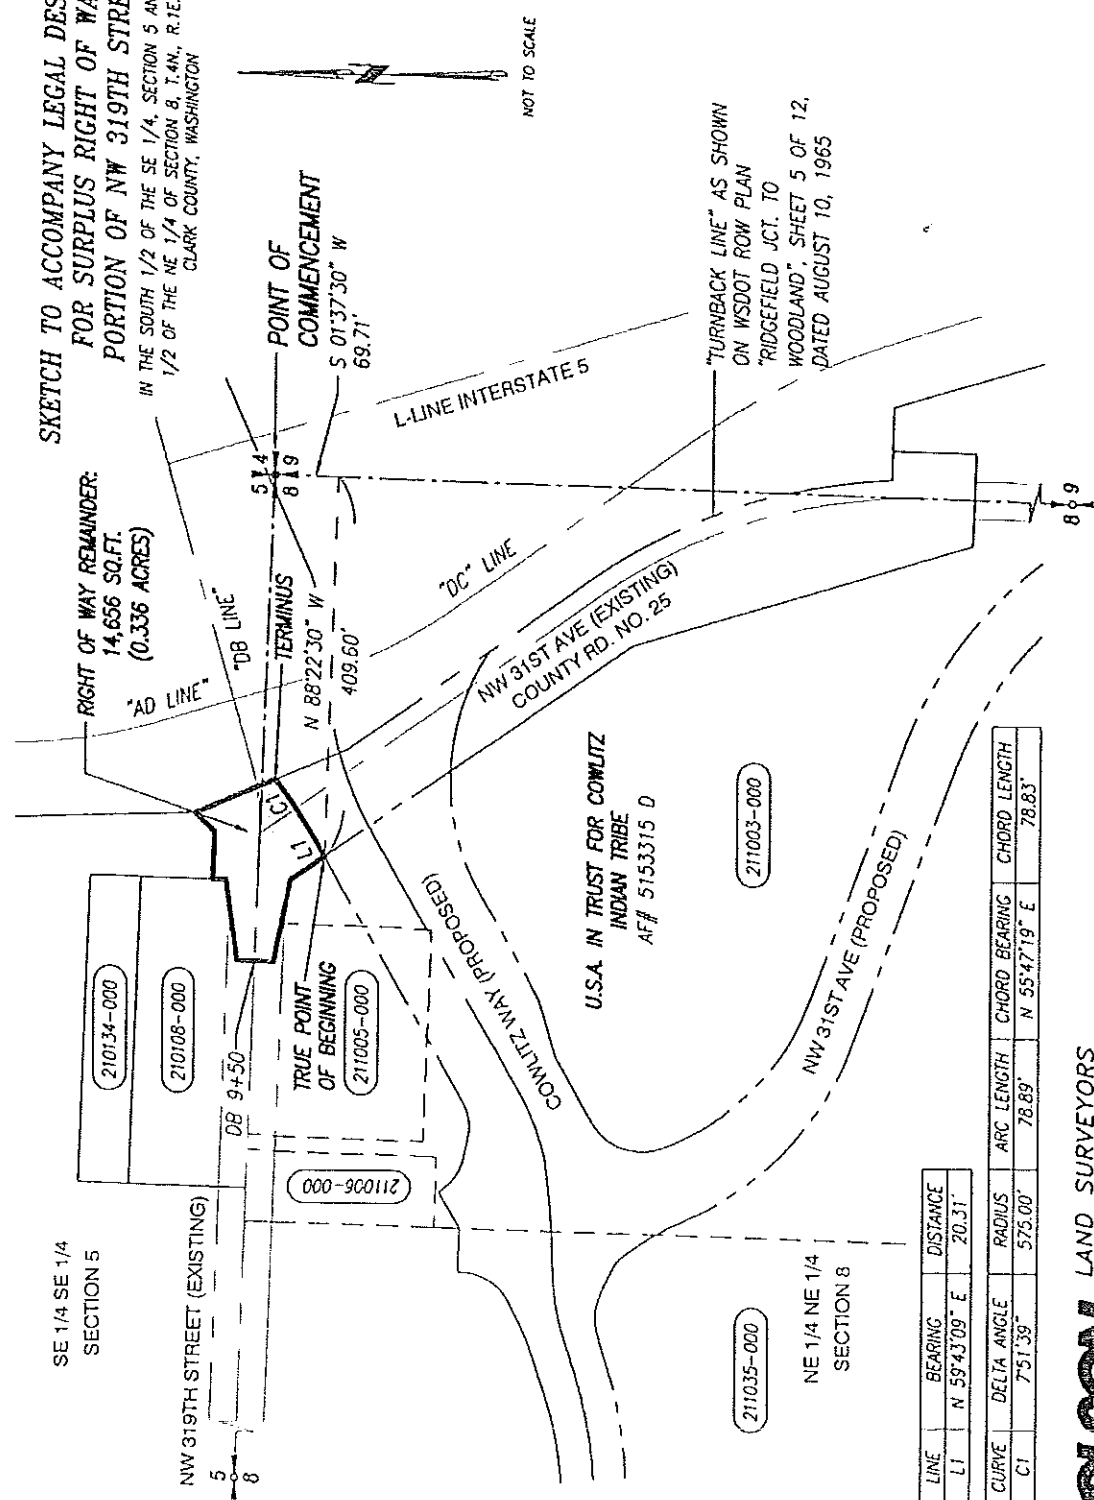 SKETCH TO ACCOMPANY LEGAL
FOR SURPLUS RIGHT OF
PORTION OF NW 319TH
IN THE SOUTH 1/2 OF THE SE 1/4, SECTION 5
1/2 OF THE NE 1/4 OF SECTION 8, T.4N., R.1E.
CLARK COUNTY, WASHINGTON
NOT TO SCALE
RIGHT OF WAY REMAINDER:
14,656 SQ.FT.
(0.336 ACRES)
POINT OF
COMMENCEMENT
S 01°37'30" W
69.71'
"AD LINE"
"DB LINE"
5 4
8 9
TERMINUS
N 88°22'30" W
409.60'
L-LINE INTERSTATE 5
"DC" LINE
"TURNBACK LINE" AS SHOWN
ON WSDOT ROW PLAN
"RIDGEFIELD JCT. TO
WOODLAND", SHEET 5 OF 12,
DATED AUGUST 10, 1965
C1
L1
NW 31ST AVE (EXISTING)
COUNTY RD. NO. 25
8 9
210134-000
210108-000
DB 9+50
TRUE POINT
OF BEGINNING
211005-000
211006-000
COWLITZ WAY (PROPOSED)
U.S.A. IN TRUST FOR COWLITZ
INDIAN TRIBE
AF# 5153315 D
211003-000
NW 31ST AVE (PROPOSED)
SE 1/4 SE 1/4
SECTION 5
NW 319TH STREET (EXISTING)
5
8
211035-000
NE 1/4 NE 1/4
SECTION 8
LINE BEARING DISTANCE
L1 N 59°43'09" E 20.31'
CURVE DELTA ANGLE RADIUS ARC LENGTH CHORD BEARING CHORD LENGTH
C1 7°51'39" 575.00' 78.89' N 55°47'19" E 78.83'
LAND SURVEYORS